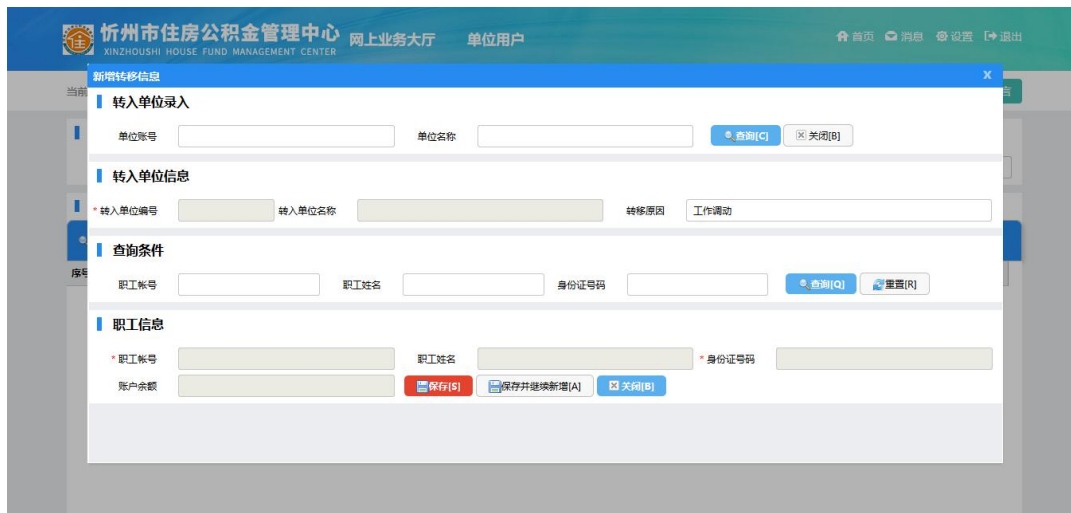 忻州市住房公积金管理中心 网上业务大厅 单位用户 首页 消息 设置 退出
XINZHOUSHI HOUSE FUND MANAGEMENT CENTER
新增转移信息 X
当前
转入单位录入
单位账号 单位名称 查询[C] 关闭[B]
转入单位信息
* 转入单位编号 转入单位名称 转移原因 工作调动
查询条件
序号
职工帐号 职工姓名 身份证号码 查询[Q] 重置[R]
职工信息
* 职工帐号 职工姓名 * 身份证号码
账户余额 保存[S] 保存并继续新增[A] 关闭[B]